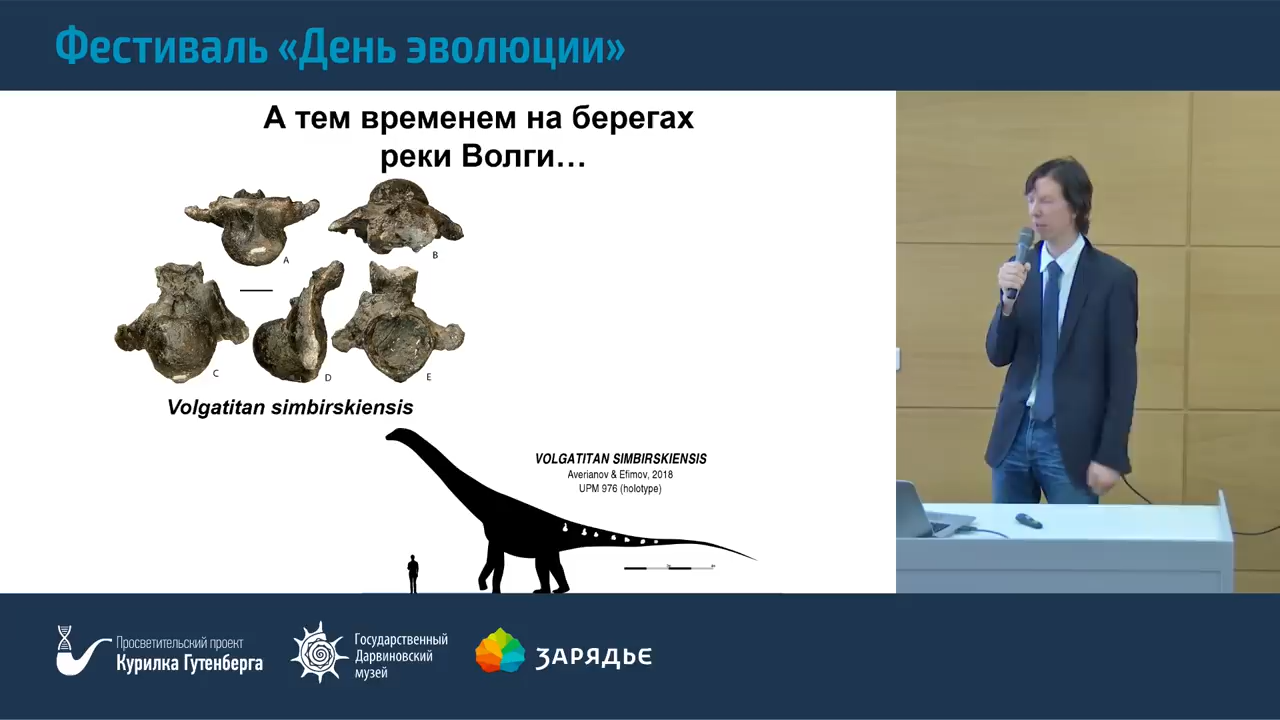 Фестиваль «День эволюции»
А тем временем на берегах
реки Волги…
A
B
C
D
E
Volgatitan simbirskiensis
VOLGATITAN SIMBIRSKIENSIS
Averianov & Efimov, 2018
UPM 976 (holotype)
Просветительский проект
Курилка Гутенберга
Государственный
Дарвиновский
музей
ЗАРЯДЬЕ